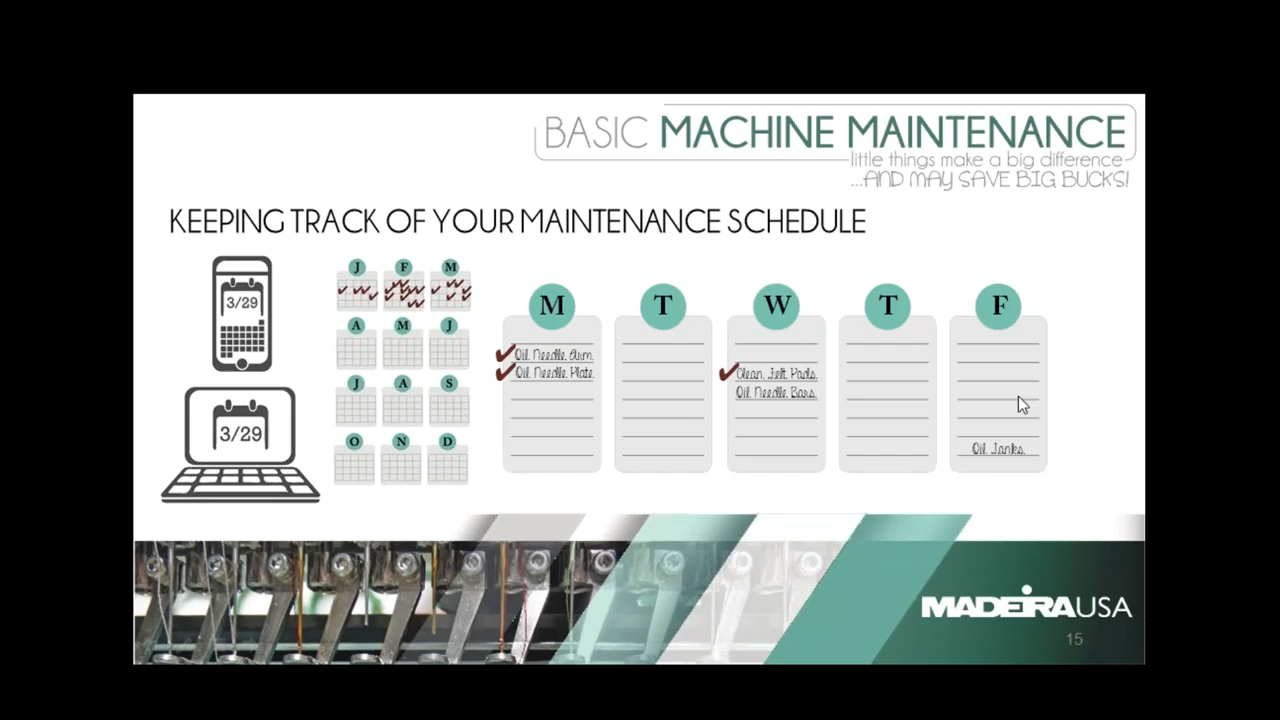 BASIC MACHINE MAINTENANCE
little things make a big difference
...AND MAY SAVE BIG BUCKS!
KEEPING TRACK OF YOUR MAINTENANCE SCHEDULE
3/29
3/29
J F M
A M J
J A S
O N D
M T W T F
Oil Needle Arm.
Oil Needle Plate.
Clean Felt Pads.
Oil Needle Bars.
Oil Tanks.
MADEIRA USA
15